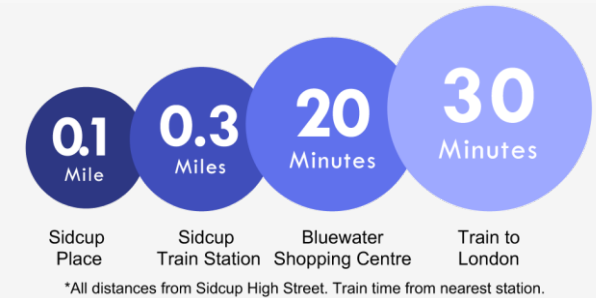 0.1
Mile
0.3
Miles
20
Minutes
30
Minutes
Sidcup
Place
Sidcup
Train Station
Bluewater
Shopping Centre
Train to
London
*All distances from Sidcup High Street. Train time from nearest station.